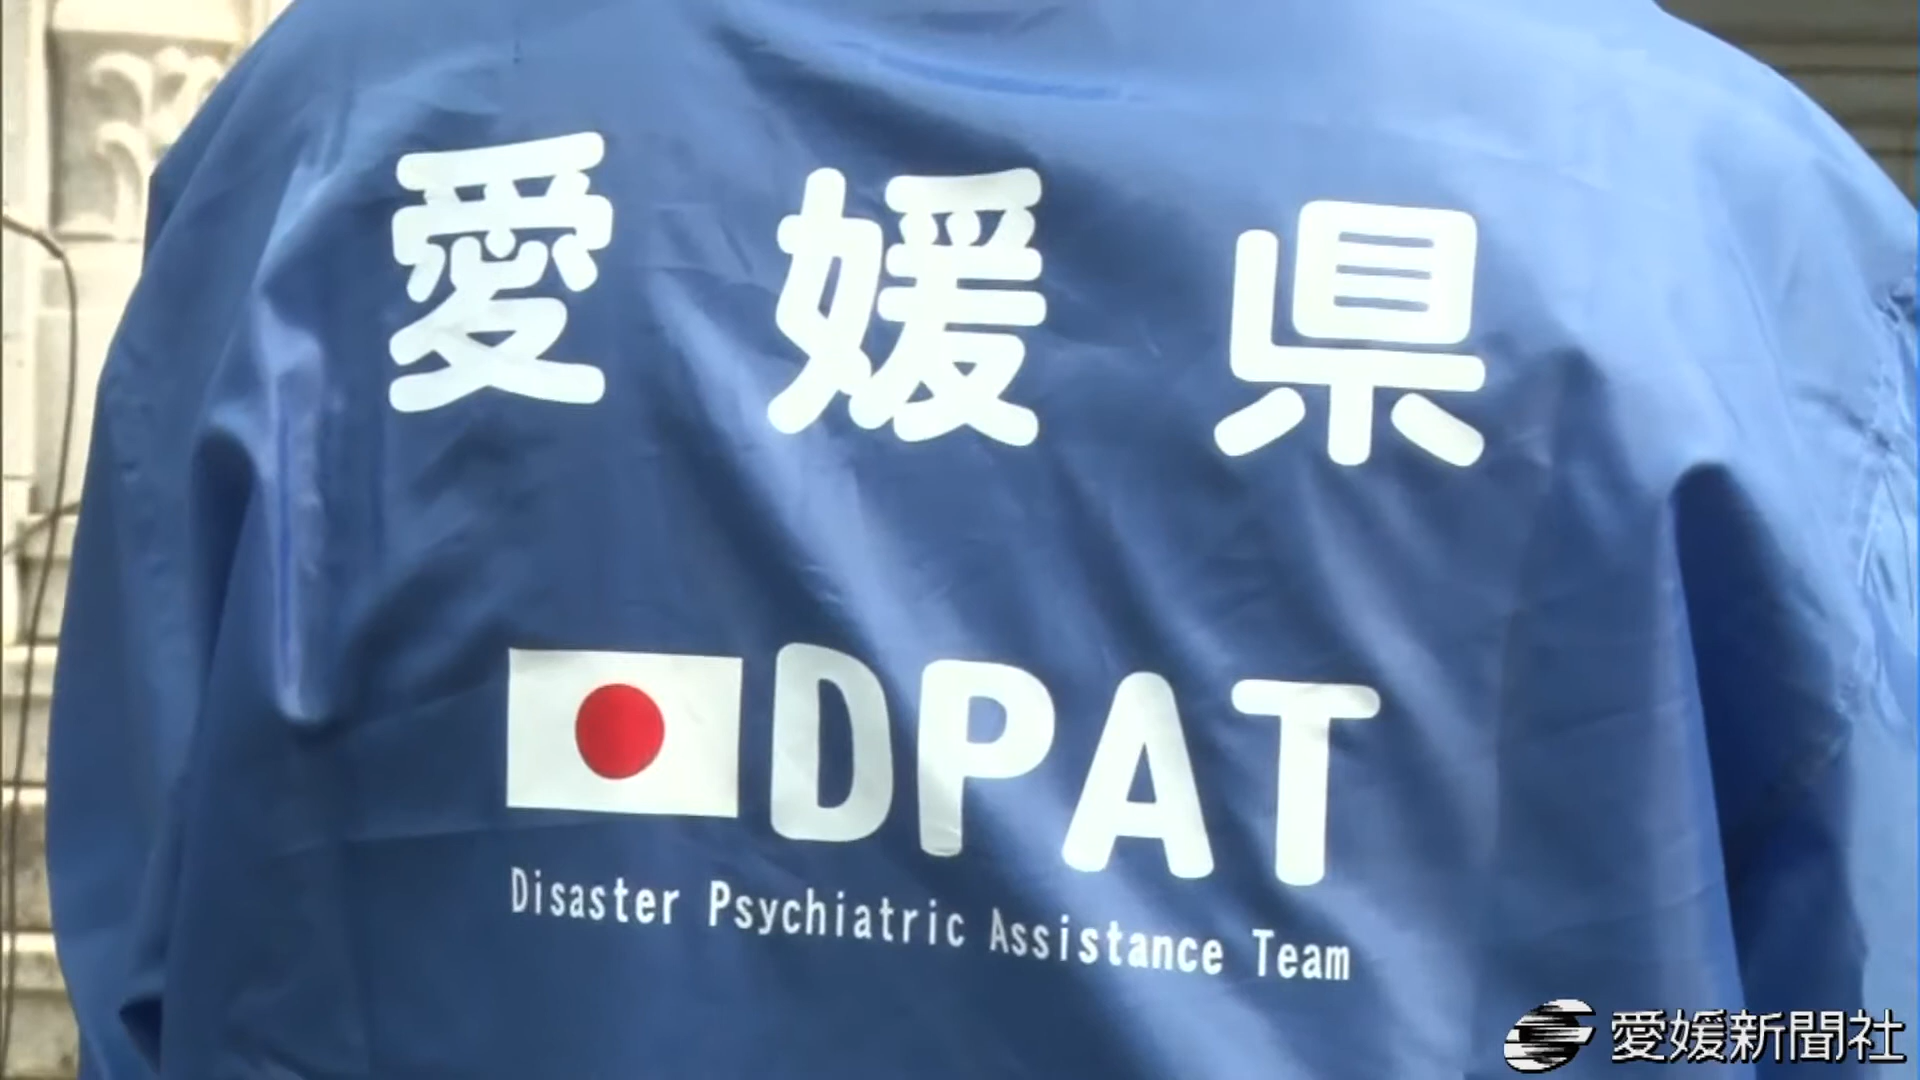 愛媛県
DPAT
Disaster Psychiatric Assistance Team
愛媛新聞社